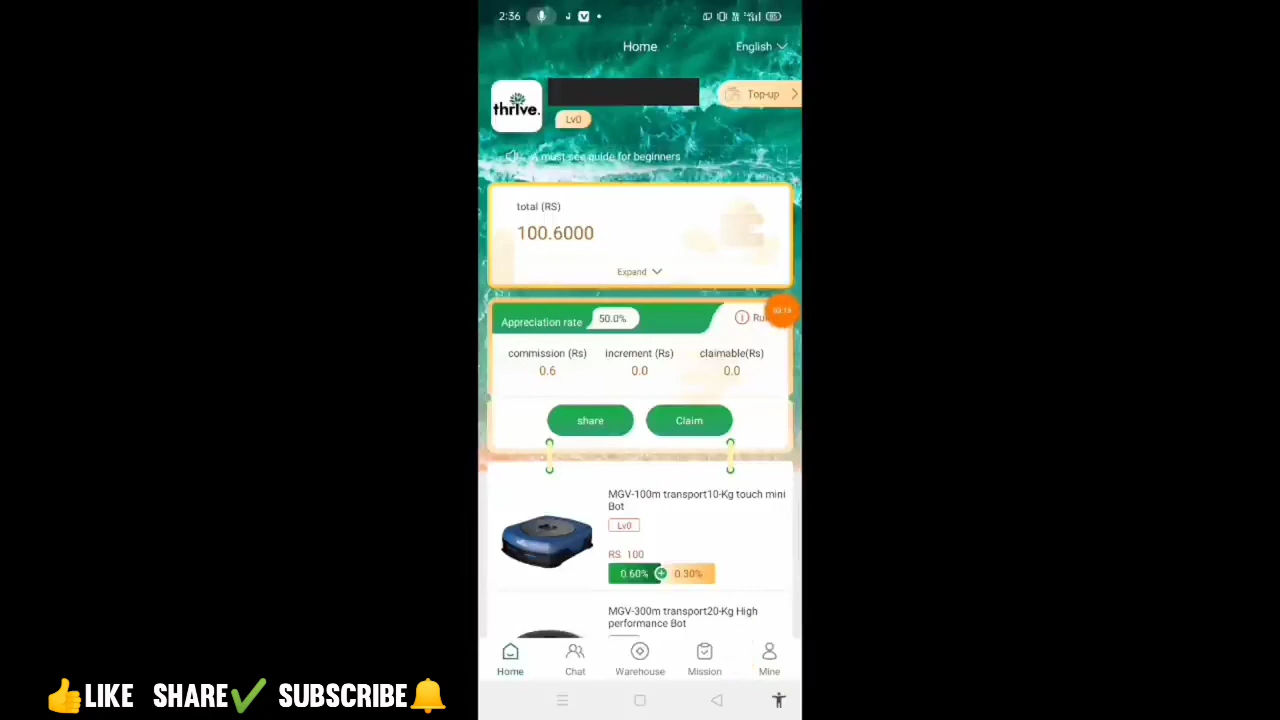 2:36
Home
English
thrive.
Top-up
Lv0
A must-see guide for beginners
total (RS)
100.6000
Expand
Appreciation rate 50.0%
commission (Rs) increment (Rs) claimable(Rs)
0.6 0.0 0.0
share Claim
MGV-100m transport10-Kg touch mini
Bot
Lv0
RS 100
0.60% + 0.30%
MGV-300m transport20-Kg High
performance Bot
Home Chat Warehouse Mission Mine
👍LIKE SHARE✔ SUBSCRIBE🔔